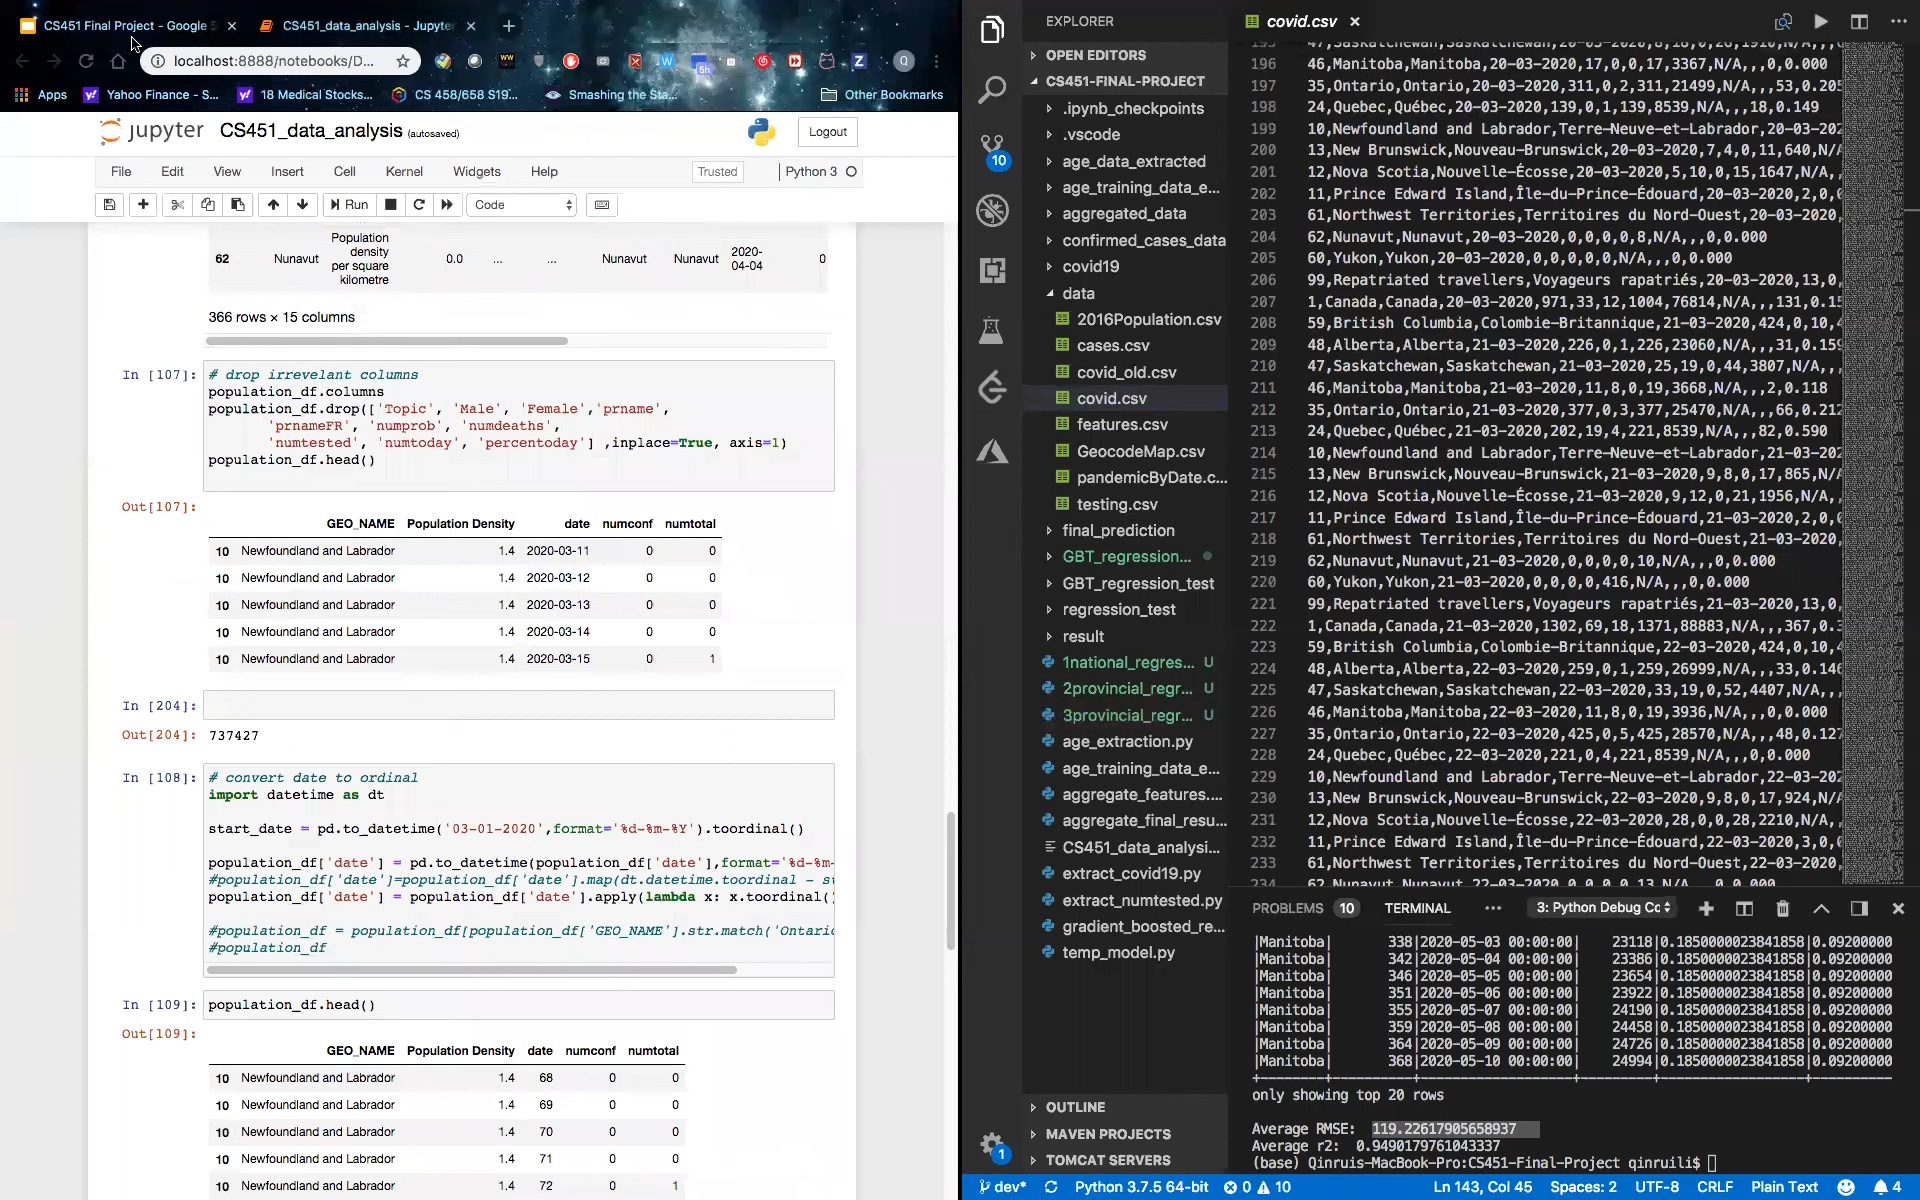 CS451 Final Project - Google S
CS451_data_analysis - Jupyter
localhost:8888/notebooks/D...
Apps
Yahoo Finance - S...
18 Medical Stocks...
CS 458/658 S19...
Smashing the Sta...
Other Bookmarks
jupyter CS451_data_analysis (autosaved)
Logout
File Edit View Insert Cell Kernel Widgets Help
Trusted
Python 3
Run
Code
62 Nunavut Population density per square kilometre 0.0 ... ... Nunavut Nunavut 2020-04-04 0
366 rows × 15 columns
In [107]:
# drop irrevelant columns
population_df.columns
population_df.drop(['Topic', 'Male', 'Female','prname',
'prnameFR', 'numprob', 'numdeaths',
'numtested', 'numtoday', 'percentoday'] ,inplace=True, axis=1)
population_df.head()
Out[107]:
GEO_NAME Population Density date numconf numtotal
10 Newfoundland and Labrador 1.4 2020-03-11 0 0
10 Newfoundland and Labrador 1.4 2020-03-12 0 0
10 Newfoundland and Labrador 1.4 2020-03-13 0 0
10 Newfoundland and Labrador 1.4 2020-03-14 0 0
10 Newfoundland and Labrador 1.4 2020-03-15 0 1
In [204]:
Out[204]: 737427
In [108]:
# convert date to ordinal
import datetime as dt
start_date = pd.to_datetime('03-01-2020',format='%d-%m-%Y').toordinal()
population_df['date'] = pd.to_datetime(population_df['date'],format='%d-%m-
#population_df['date']=population_df['date'].map(dt.datetime.toordinal - st
population_df['date'] = population_df['date'].apply(lambda x: x.toordinal()
#population_df = population_df[population_df['GEO_NAME'].str.match('Ontario
#population_df
In [109]: population_df.head()
Out[109]:
GEO_NAME Population Density date numconf numtotal
10 Newfoundland and Labrador 1.4 68 0 0
10 Newfoundland and Labrador 1.4 69 0 0
10 Newfoundland and Labrador 1.4 70 0 0
10 Newfoundland and Labrador 1.4 71 0 0
10 Newfoundland and Labrador 1.4 72 0 1
EXPLORER
OPEN EDITORS
CS451-FINAL-PROJECT
.ipynb_checkpoints
.vscode
age_data_extracted
age_training_data_e...
aggregated_data
confirmed_cases_data
covid19
data
2016Population.csv
cases.csv
covid_old.csv
covid.csv
features.csv
GeocodeMap.csv
pandemicByDate.c...
testing.csv
final_prediction
GBT_regression...
GBT_regression_test
regression_test
result
1national_regres... U
2provincial_regr... U
3provincial_regr... U
age_extraction.py
age_training_data_e...
aggregate_features....
aggregate_final_resu...
CS451_data_analysi...
extract_covid19.py
extract_numtested.py
gradient_boosted_re...
temp_model.py
OUTLINE
MAVEN PROJECTS
TOMCAT SERVERS
10
1
covid.csv
195 47,Saskatchewan,Saskatchewan,20-03-2020,8,18,0,26,1910,N/A,,,0,0.000
196 46,Manitoba,Manitoba,20-03-2020,17,0,0,17,3367,N/A,,,0,0.000
197 35,Ontario,Ontario,20-03-2020,311,0,2,311,21499,N/A,,,53,0.205
198 24,Quebec,Québec,20-03-2020,139,0,1,139,8539,N/A,,,18,0.149
199 10,Newfoundland and Labrador,Terre-Neuve-et-Labrador,20-03-202
200 13,New Brunswick,Nouveau-Brunswick,20-03-2020,7,4,0,11,640,N/A
201 12,Nova Scotia,Nouvelle-Écosse,20-03-2020,5,10,0,15,1647,N/A,,
202 11,Prince Edward Island,Île-du-Prince-Édouard,20-03-2020,2,0,0
203 61,Northwest Territories,Territoires du Nord-Ouest,20-03-2020,
204 62,Nunavut,Nunavut,20-03-2020,0,0,0,0,8,N/A,,,0,0.000
205 60,Yukon,Yukon,20-03-2020,0,0,0,0,0,N/A,,,0,0.000
206 99,Repatriated travellers,Voyageurs rapatriés,20-03-2020,13,0,
207 1,Canada,Canada,20-03-2020,971,33,12,1004,76814,N/A,,,131,0.15
208 59,British Columbia,Colombie-Britannique,21-03-2020,424,0,10,4
209 48,Alberta,Alberta,21-03-2020,226,0,1,226,23060,N/A,,,31,0.159
210 47,Saskatchewan,Saskatchewan,21-03-2020,25,19,0,44,3807,N/A,,,
211 46,Manitoba,Manitoba,21-03-2020,11,8,0,19,3668,N/A,,,2,0.118
212 35,Ontario,Ontario,21-03-2020,377,0,3,377,25470,N/A,,,66,0.212
213 24,Quebec,Québec,21-03-2020,202,19,4,221,8539,N/A,,,82,0.590
214 10,Newfoundland and Labrador,Terre-Neuve-et-Labrador,21-03-202
215 13,New Brunswick,Nouveau-Brunswick,21-03-2020,9,8,0,17,865,N/A
216 12,Nova Scotia,Nouvelle-Écosse,21-03-2020,9,12,0,21,1956,N/A,,
217 11,Prince Edward Island,Île-du-Prince-Édouard,21-03-2020,2,0,0
218 61,Northwest Territories,Territoires du Nord-Ouest,21-03-2020,
219 62,Nunavut,Nunavut,21-03-2020,0,0,0,0,10,N/A,,,0,0.000
220 60,Yukon,Yukon,21-03-2020,0,0,0,0,416,N/A,,,0,0.000
221 99,Repatriated travellers,Voyageurs rapatriés,21-03-2020,13,0,
222 1,Canada,Canada,21-03-2020,1302,69,18,1371,88883,N/A,,,367,0.3
223 59,British Columbia,Colombie-Britannique,22-03-2020,424,0,10,4
224 48,Alberta,Alberta,22-03-2020,259,0,1,259,26999,N/A,,,33,0.146
225 47,Saskatchewan,Saskatchewan,22-03-2020,33,19,0,52,4407,N/A,,,
226 46,Manitoba,Manitoba,22-03-2020,11,8,0,19,3936,N/A,,,0,0.000
227 35,Ontario,Ontario,22-03-2020,425,0,5,425,28570,N/A,,,48,0.127
228 24,Quebec,Québec,22-03-2020,221,0,4,221,8539,N/A,,,0,0.000
229 10,Newfoundland and Labrador,Terre-Neuve-et-Labrador,22-03-202
230 13,New Brunswick,Nouveau-Brunswick,22-03-2020,9,8,0,17,924,N/A
231 12,Nova Scotia,Nouvelle-Écosse,22-03-2020,28,0,0,28,2210,N/A,,
232 11,Prince Edward Island,Île-du-Prince-Édouard,22-03-2020,3,0,0
233 61,Northwest Territories,Territoires du Nord-Ouest,22-03-2020,
234 62,Nunavut,Nunavut,22-03-2020,0,0,0,0,13,N/A,,,0,0.000
PROBLEMS 10 TERMINAL ... 3: Python Debug Cc
|Manitoba| 338|2020-05-03 00:00:00| 23118|0.1850000023841858|0.09200000
|Manitoba| 342|2020-05-04 00:00:00| 23386|0.1850000023841858|0.09200000
|Manitoba| 346|2020-05-05 00:00:00| 23654|0.1850000023841858|0.09200000
|Manitoba| 351|2020-05-06 00:00:00| 23922|0.1850000023841858|0.09200000
|Manitoba| 355|2020-05-07 00:00:00| 24190|0.1850000023841858|0.09200000
|Manitoba| 359|2020-05-08 00:00:00| 24458|0.1850000023841858|0.09200000
|Manitoba| 364|2020-05-09 00:00:00| 24726|0.1850000023841858|0.09200000
|Manitoba| 368|2020-05-10 00:00:00| 24994|0.1850000023841858|0.09200000
only showing top 20 rows
Average RMSE: 119.22617905658937
Average r2: 0.9490179761043337
(base) Qinruis-MacBook-Pro:CS451-Final-Project qinruili$
dev* Python 3.7.5 64-bit 0 10 Ln 143, Col 45 Spaces: 2 UTF-8 CRLF Plain Text 4